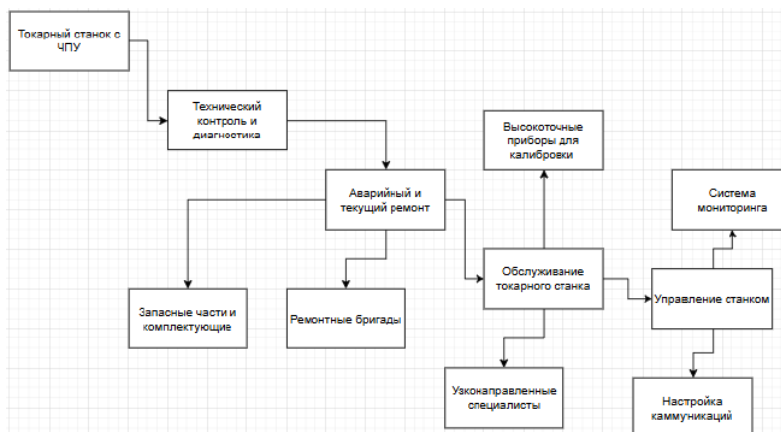 Токарный станок с
ЧПУ
Технический
контроль и
диагностика
Высокоточные
приборы для
калибровки
Аварийный и
текущий ремонт
Система
мониторинга
Обслуживание
токарного станка
Управление станком
Запасные части и
комплектующие
Ремонтные бригады
Узконаправленные
специалисты
Настройка
каммуникаций